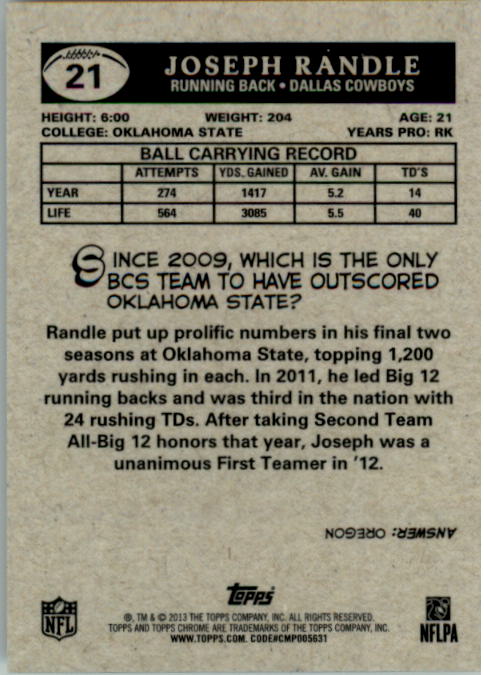 21
JOSEPH RANDLE
RUNNING BACK • DALLAS COWBOYS
HEIGHT: 6:00 WEIGHT: 204 AGE: 21
COLLEGE: OKLAHOMA STATE YEARS PRO: RK
BALL CARRYING RECORD
ATTEMPTS YDS. GAINED AV. GAIN TD'S
YEAR 274 1417 5.2 14
LIFE 564 3085 5.5 40
SINCE 2009, WHICH IS THE ONLY
BCS TEAM TO HAVE OUTSCORED
OKLAHOMA STATE?
Randle put up prolific numbers in his final two
seasons at Oklahoma State, topping 1,200
yards rushing in each. In 2011, he led Big 12
running backs and was third in the nation with
24 rushing TDs. After taking Second Team
All-Big 12 honors that year, Joseph was a
unanimous First Teamer in '12.
ANSWER: OREGON
Topps
®, TM & © 2013 THE TOPPS COMPANY, INC. ALL RIGHTS RESERVED.
TOPPS AND TOPPS CHROME ARE TRADEMARKS OF THE TOPPS COMPANY, INC.
WWW.TOPPS.COM. CODE#CMP005631
NFL
NFLPA